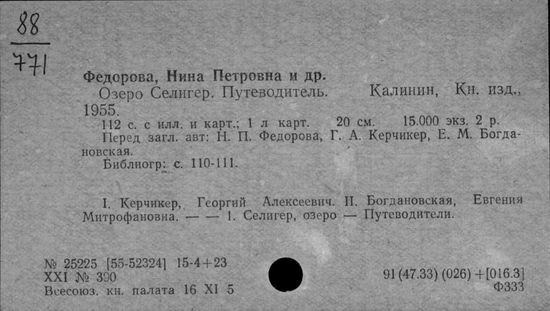 88
771
Федорова, Нина Петровна и др.
Озеро Селигер. Путеводитель. Калинин, Кн. изд.,
1955.
112 с. с илл. и карт.; 1 л карт. 20 см. 15.000 экз. 2 р.
Перед загл. авт: Н. П. Федорова, Г. А. Керчикер, Е. М. Богда-
новская.
Библиогр: с. 110-111.
I. Керчикер, Георгий Алексеевич. II. Богдановская, Евгения
Митрофановна. — — 1. Селигер, озеро — Путеводители.
№ 25225 [55-52324] 15-4+23
XXI № 390
Всесоюз. кн. палата 16 XI 5
91(47.33) (026) + [016.3]
Ф333